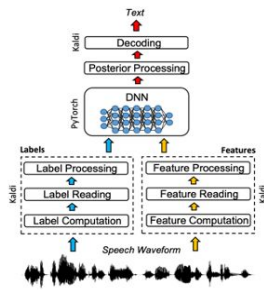 Text
Kaldi
Decoding
Posterior Processing
PyTorch
DNN
Labels
Features
Kaldi
Label Processing
Label Reading
Label Computation
Feature Processing
Feature Reading
Feature Computation
Kaldi
Speech Waveform